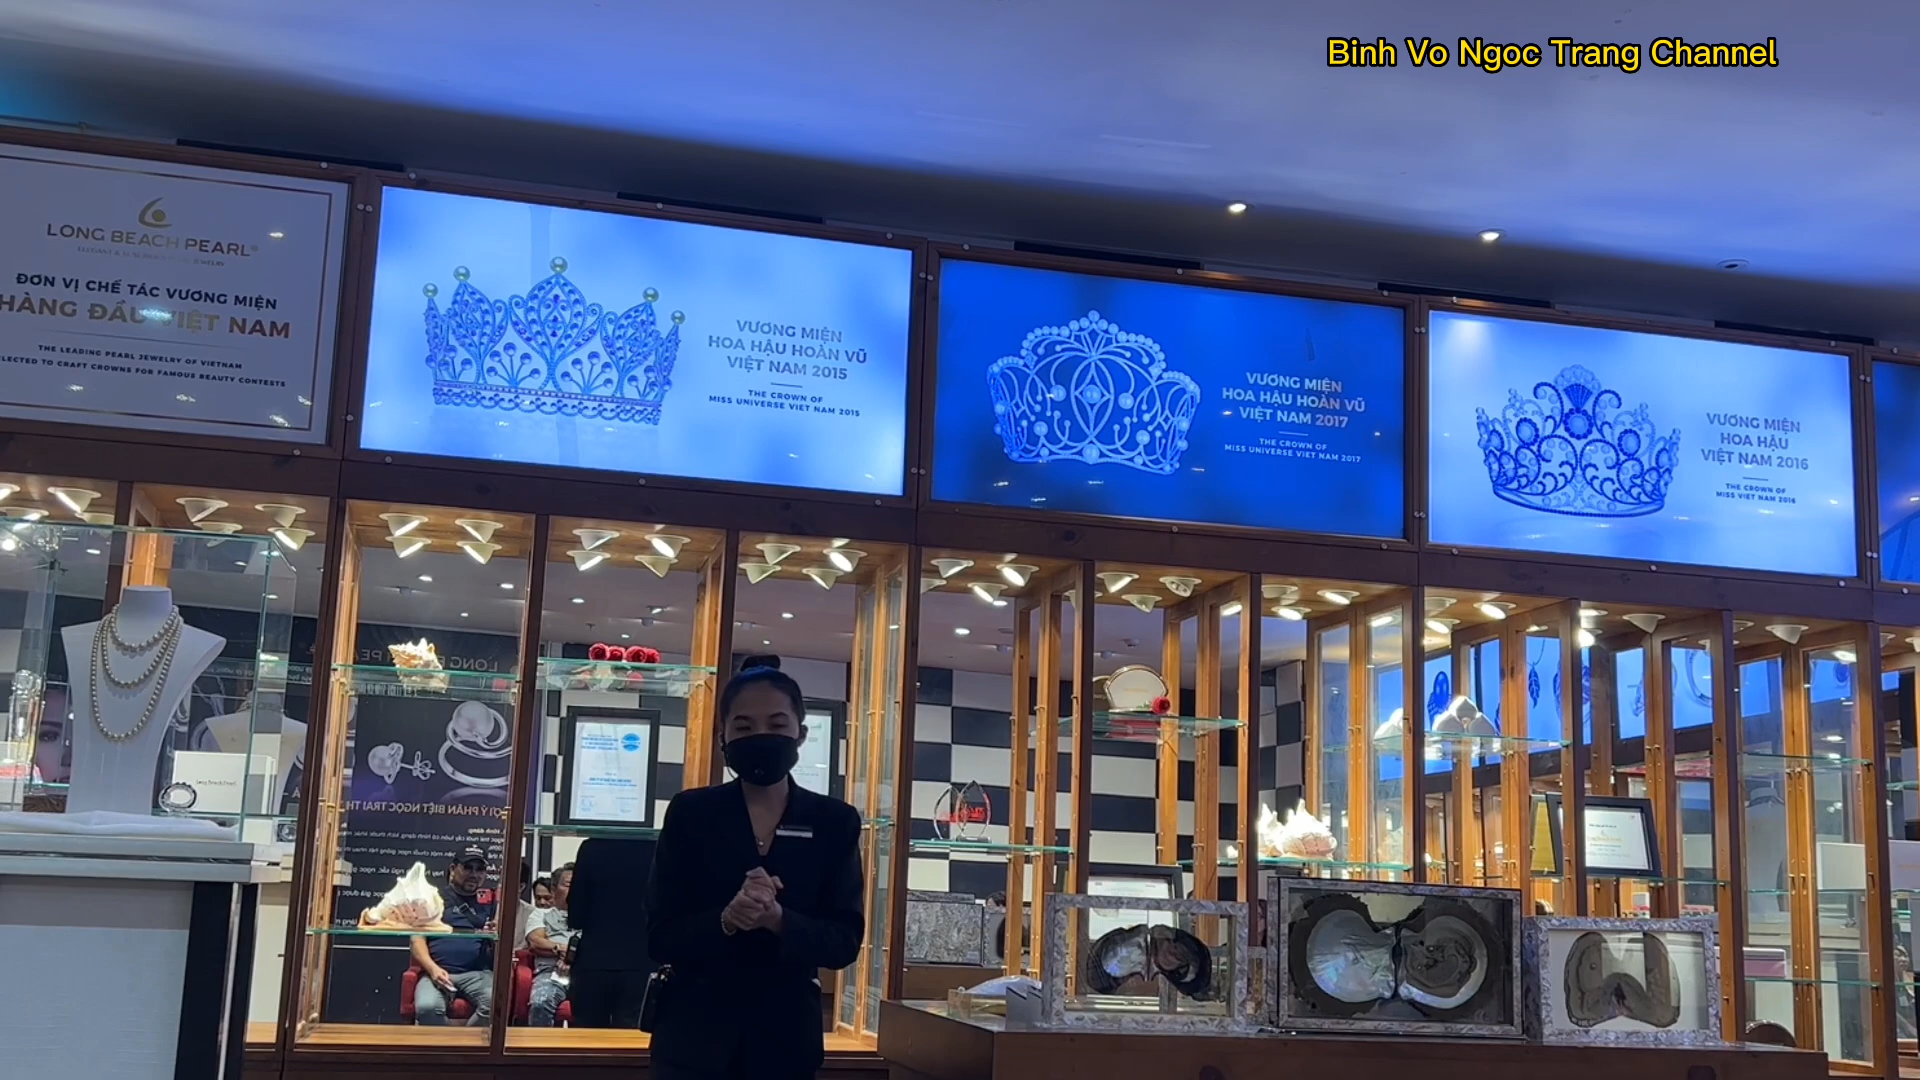 Binh Vo Ngoc Trang Channel
LONG BEACH PEARL®
ĐƠN VỊ CHẾ TÁC VƯƠNG MIỆN
HÀNG ĐẦU VIỆT NAM
THE LEADING PEARL JEWELRY OF VIETNAM
ELECTED TO CRAFT CROWNS FOR FAMOUS BEAUTY CONTESTS
VƯƠNG MIỆN
HOA HẬU HOÀN VŨ
VIỆT NAM 2015
THE CROWN OF
MISS UNIVERSE VIET NAM 2015
VƯƠNG MIỆN
HOA HẬU HOÀN VŨ
VIỆT NAM 2017
THE CROWN OF
MISS UNIVERSE VIET NAM 2017
VƯƠNG MIỆN
HOA HẬU
VIỆT NAM 2016
THE CROWN OF
MISS VIET NAM 2016
Long Beach Pearl